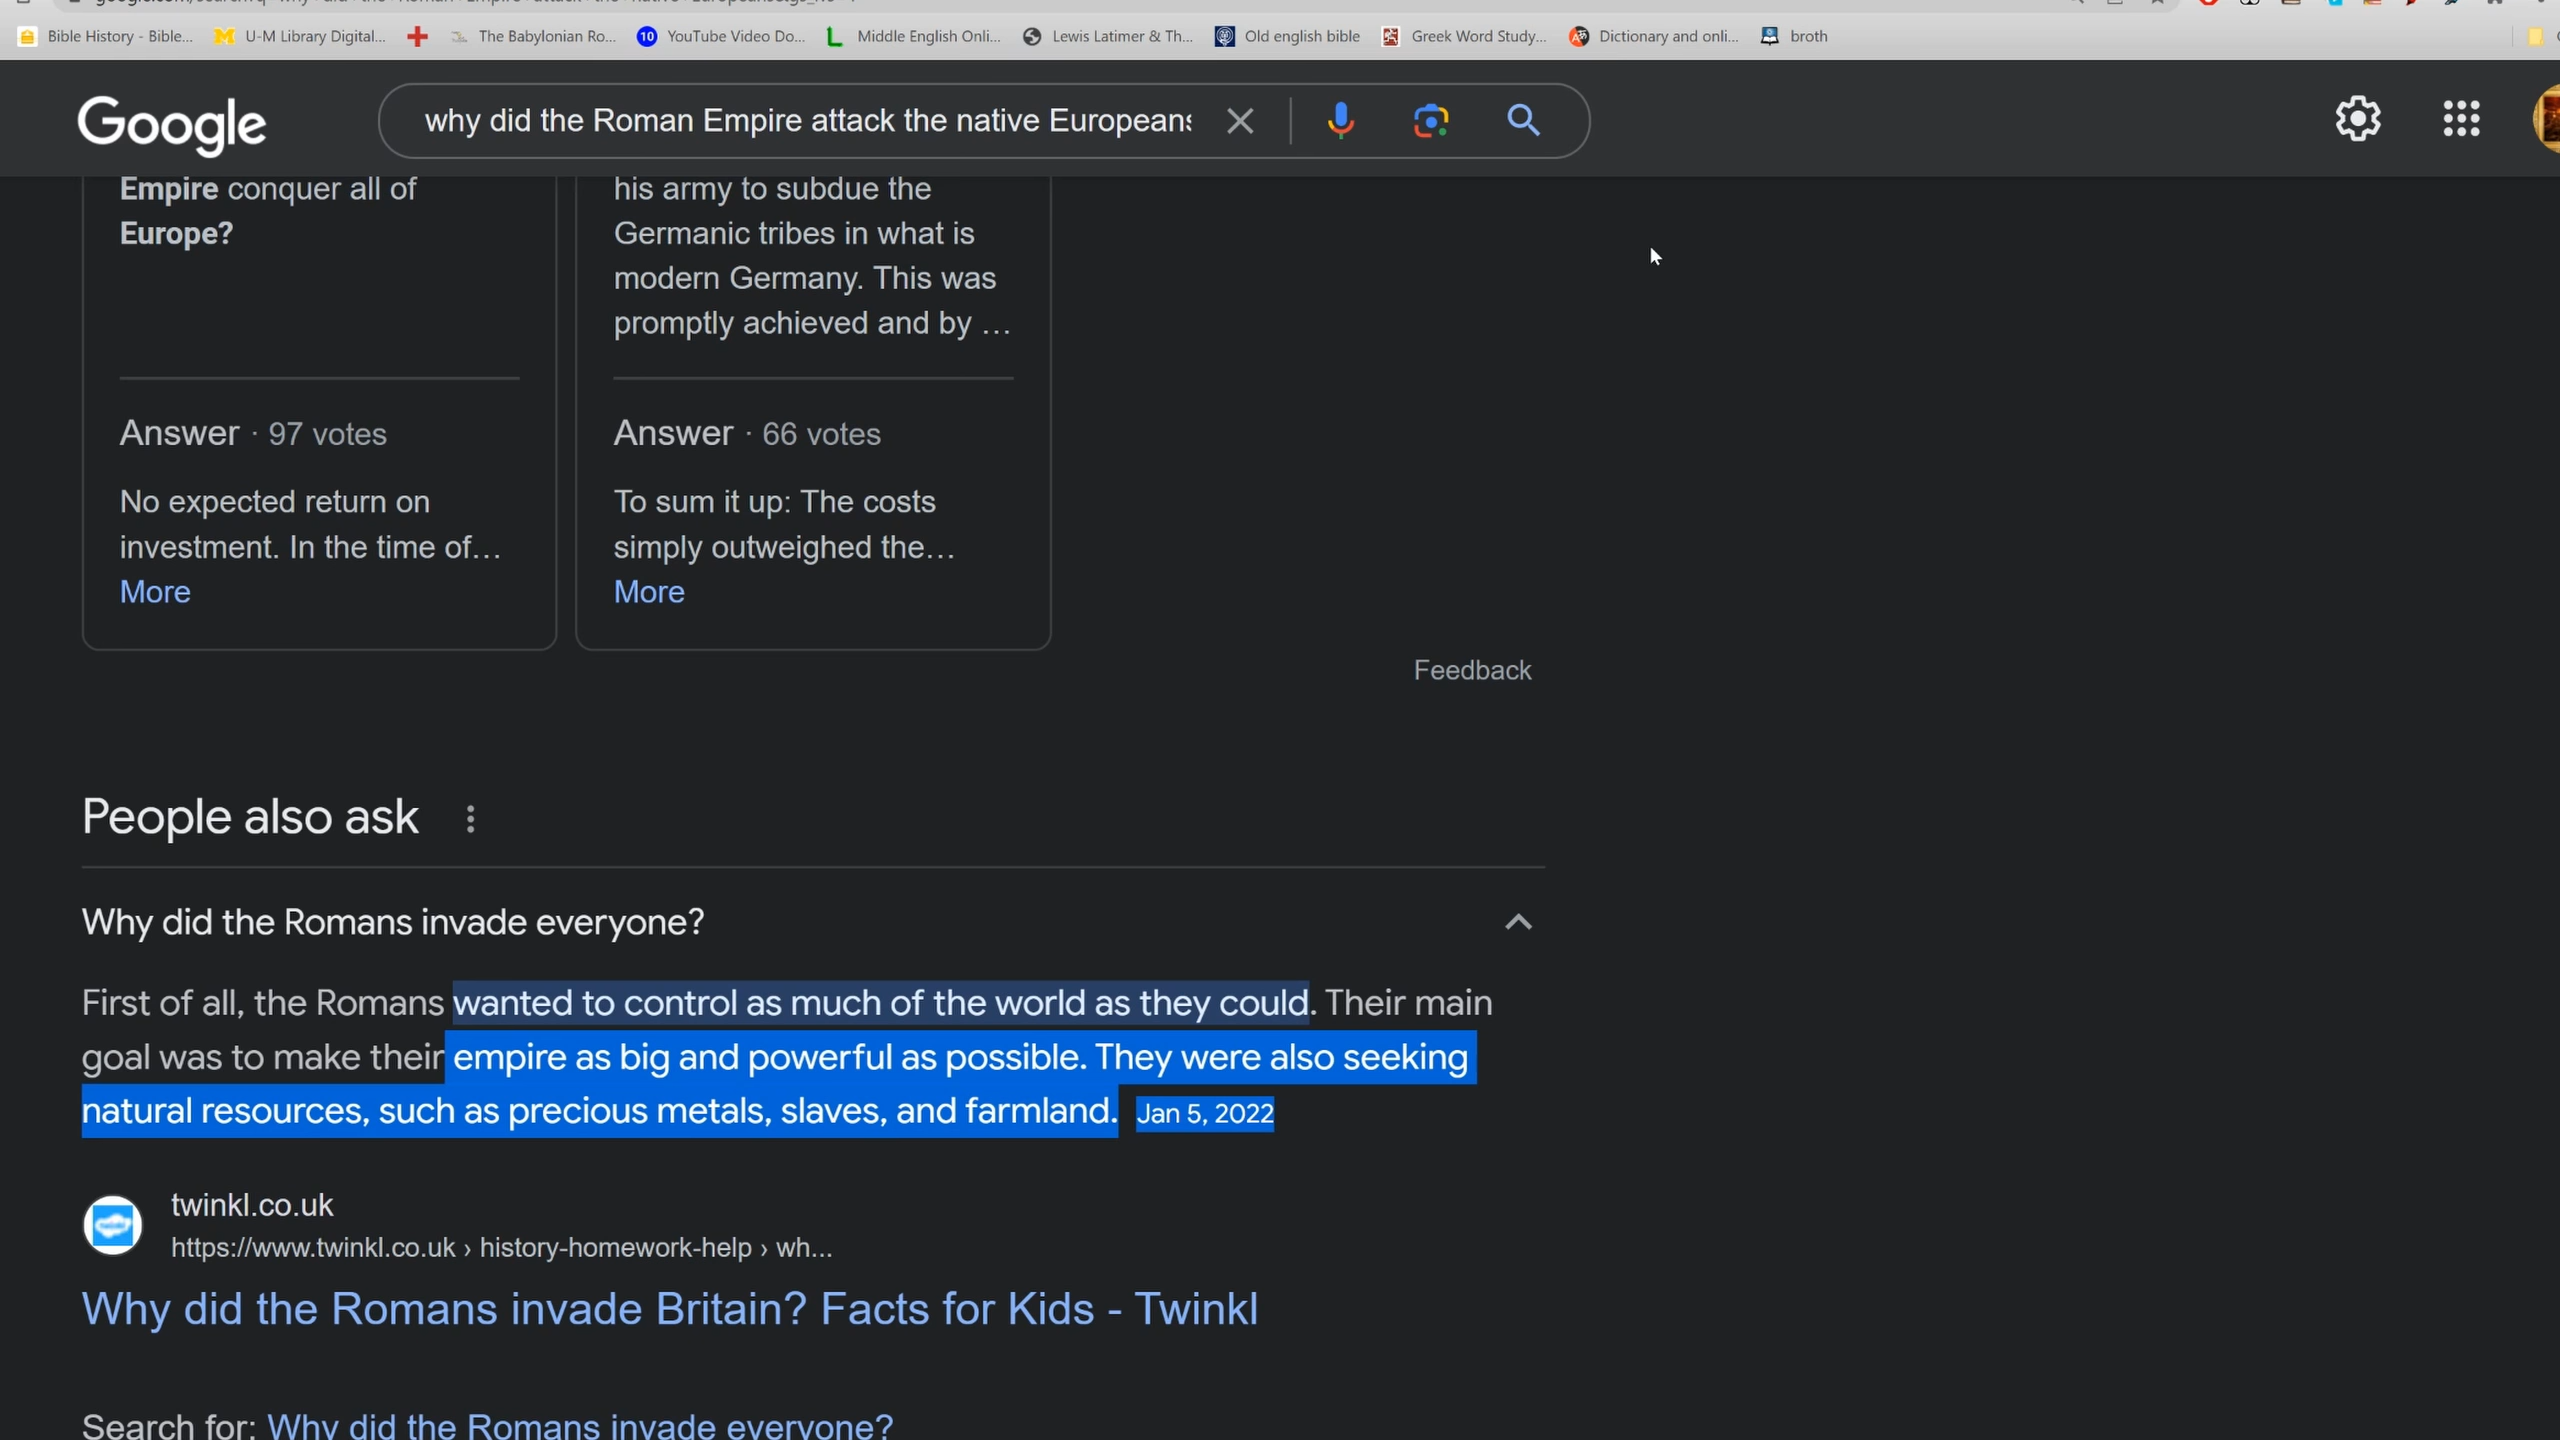 Bible History - Bible... U-M Library Digital... The Babylonian Ro... 10 YouTube Video Do... Middle English Onli... Lewis Latimer & Th... Old english bible Greek Word Study... Dictionary and onli... broth
Google why did the Roman Empire attack the native Europeans
Empire conquer all of
Europe?
his army to subdue the
Germanic tribes in what is
modern Germany. This was
promptly achieved and by ...
Answer · 97 votes
No expected return on
investment. In the time of...
More
Answer · 66 votes
To sum it up: The costs
simply outweighed the...
More
Feedback
People also ask
Why did the Romans invade everyone?
First of all, the Romans wanted to control as much of the world as they could. Their main
goal was to make their empire as big and powerful as possible. They were also seeking
natural resources, such as precious metals, slaves, and farmland. Jan 5, 2022
twinkl.co.uk
https://www.twinkl.co.uk › history-homework-help › wh...
Why did the Romans invade Britain? Facts for Kids - Twinkl
Search for: Why did the Romans invade everyone?